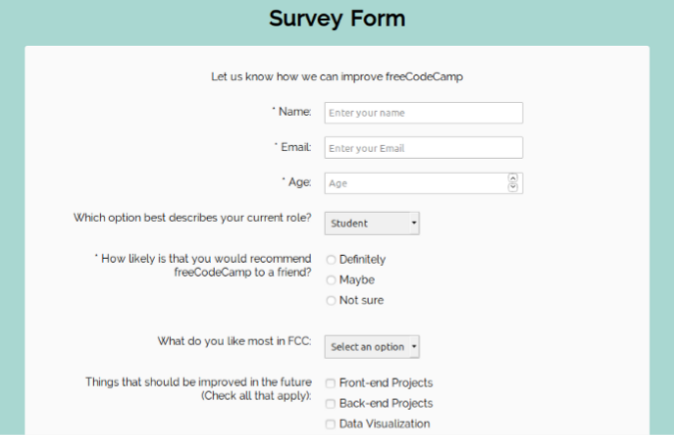 Survey Form
Let us know how we can improve freeCodeCamp
* Name: Enter your name
* Email: Enter your Email
* Age: Age
Which option best describes your current role? Student
* How likely is that you would recommend
freeCodeCamp to a friend?
Definitely
Maybe
Not sure
What do you like most in FCC: Select an option
Things that should be improved in the future
(Check all that apply):
Front-end Projects
Back-end Projects
Data Visualization